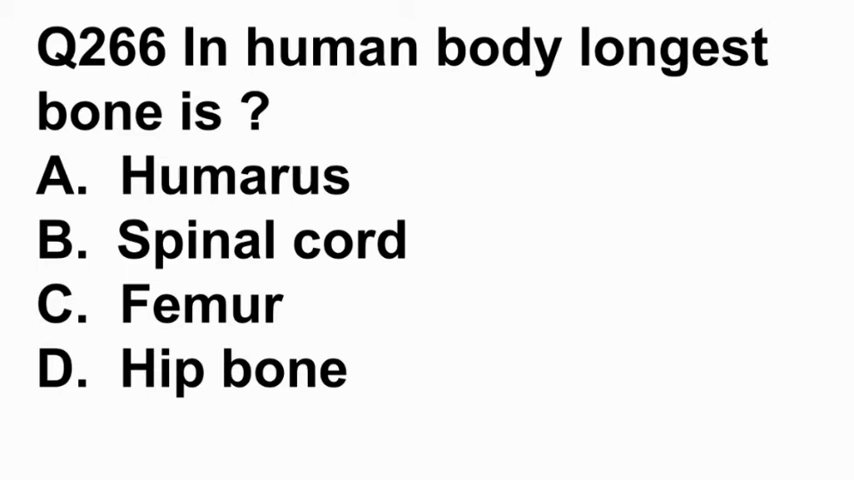 Q266 In human body longest
bone is ?
A. Humarus
B. Spinal cord
C. Femur
D. Hip bone